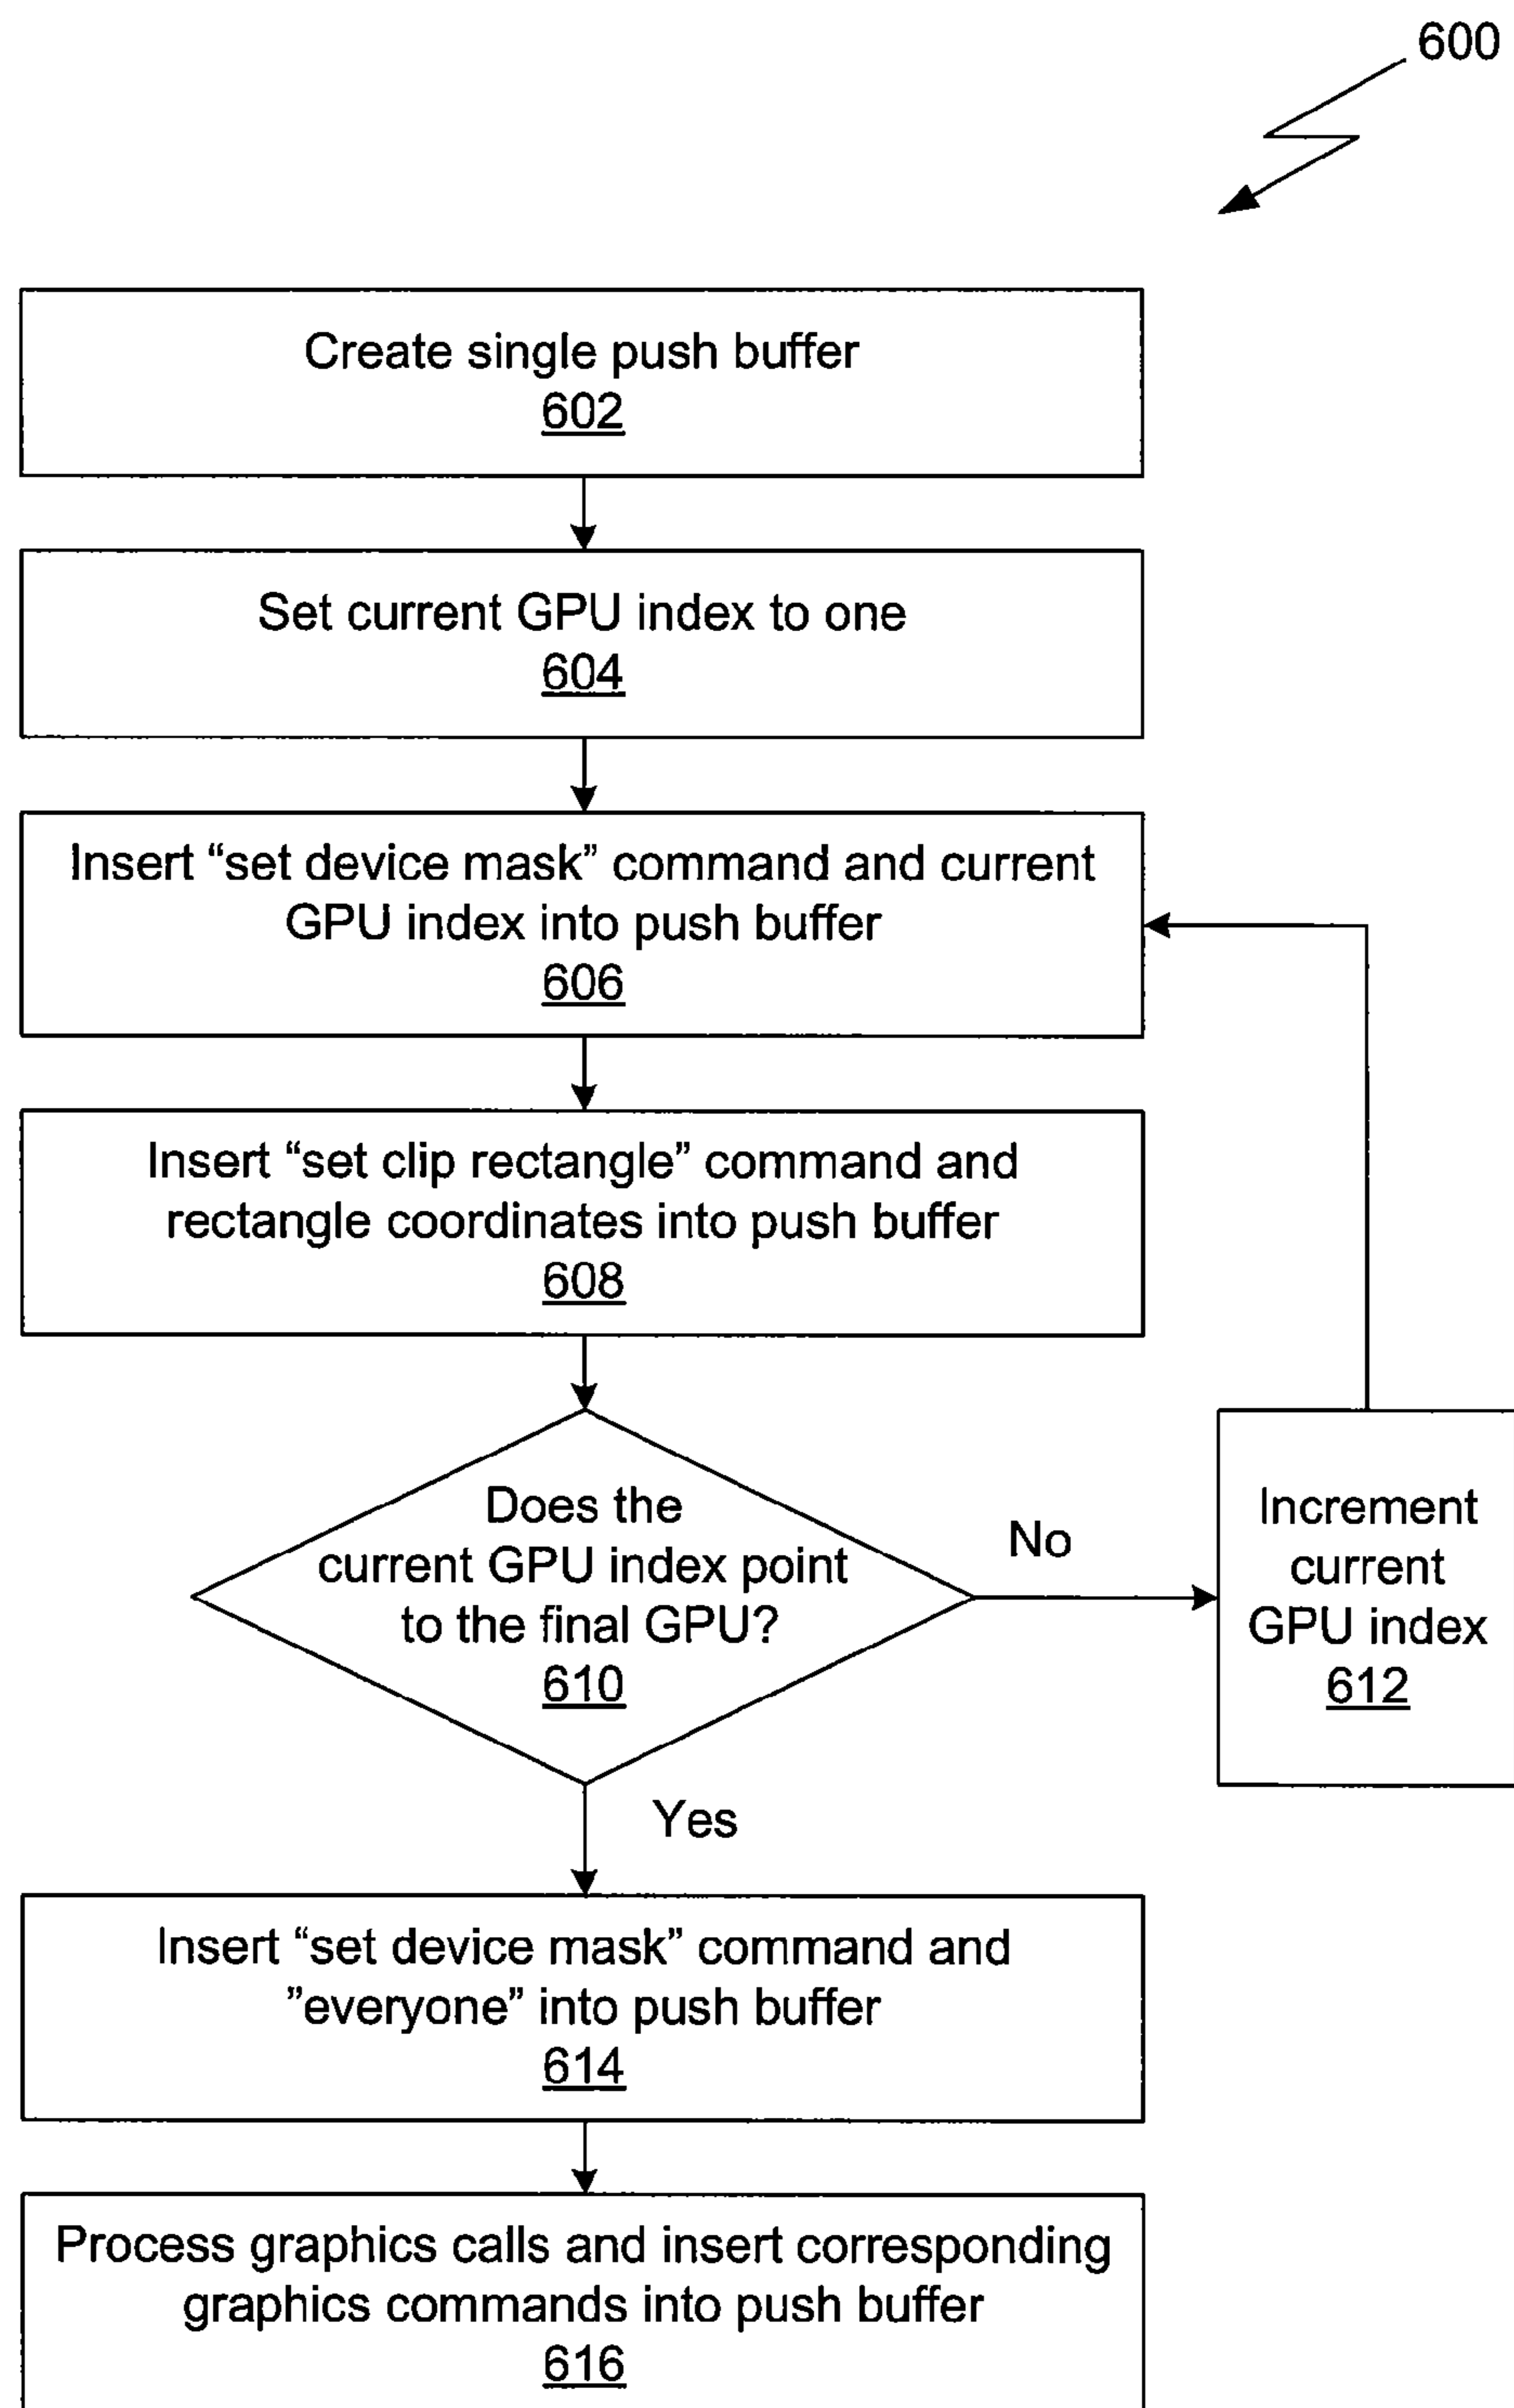 600
Create single push buffer
602
Set current GPU index to one
604
Insert “set device mask” command and current
GPU index into push buffer
606
Insert “set clip rectangle” command and
rectangle coordinates into push buffer
608
Does the
current GPU index point
to the final GPU?
610
No
Increment
current
GPU index
612
Yes
Insert “set device mask” command and
”everyone” into push buffer
614
Process graphics calls and insert corresponding
graphics commands into push buffer
616